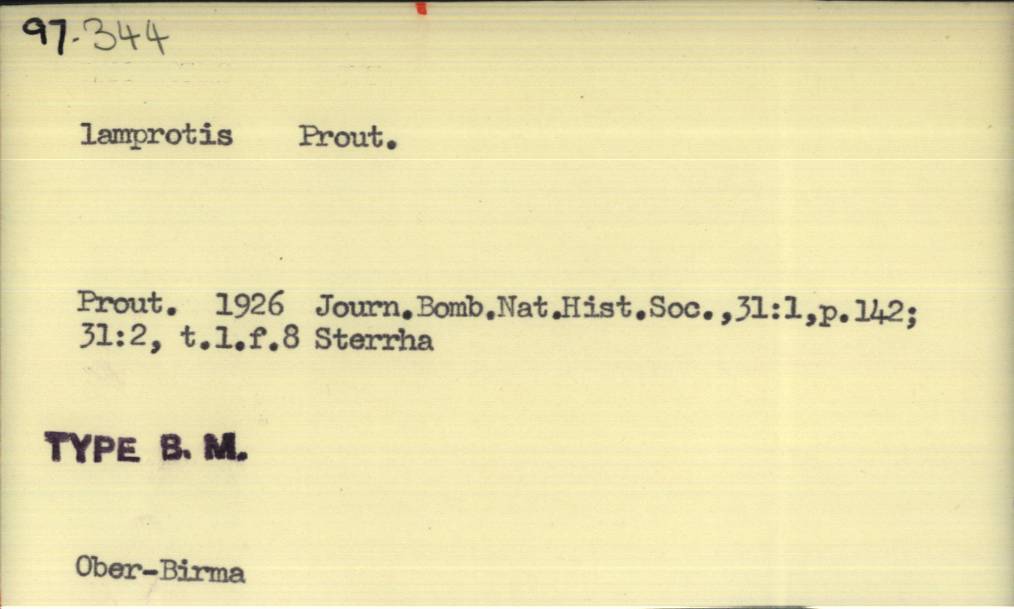 97.344
lamprotis Prout.
Prout. 1926 Journ.Bomb.Nat.Hist.Soc.,31:1,p.142;
31:2, t.1.f.8 Sterrha
TYPE B. M.
Ober-Birma